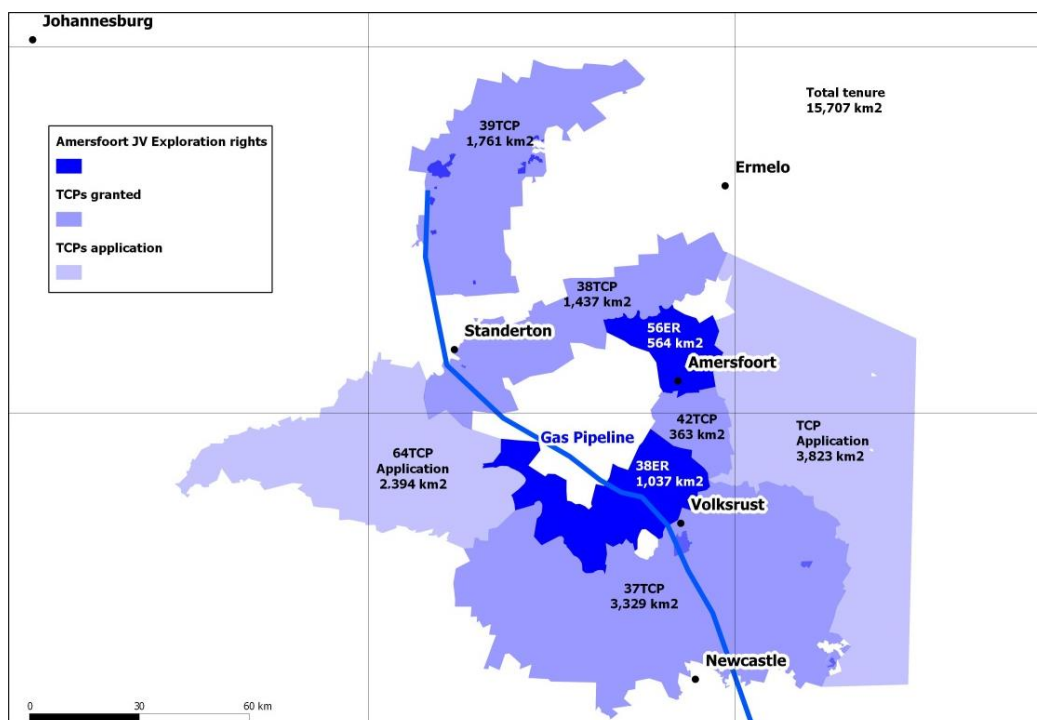 Johannesburg
Total tenure
15,707 km2
39TCP
1,761 km2
Amersfoort JV Exploration rights
TCPs granted
TCPs application
Ermelo
38TCP
1,437 km2
Standerton
56ER
564 km2
Amersfoort
42TCP
363 km2
TCP
Application
3,823 km2
Gas Pipeline
64TCP
Application
2.394 km2
38ER
1,037 km2
Volksrust
37TCP
3,329 km2
Newcastle
0 30 60 km